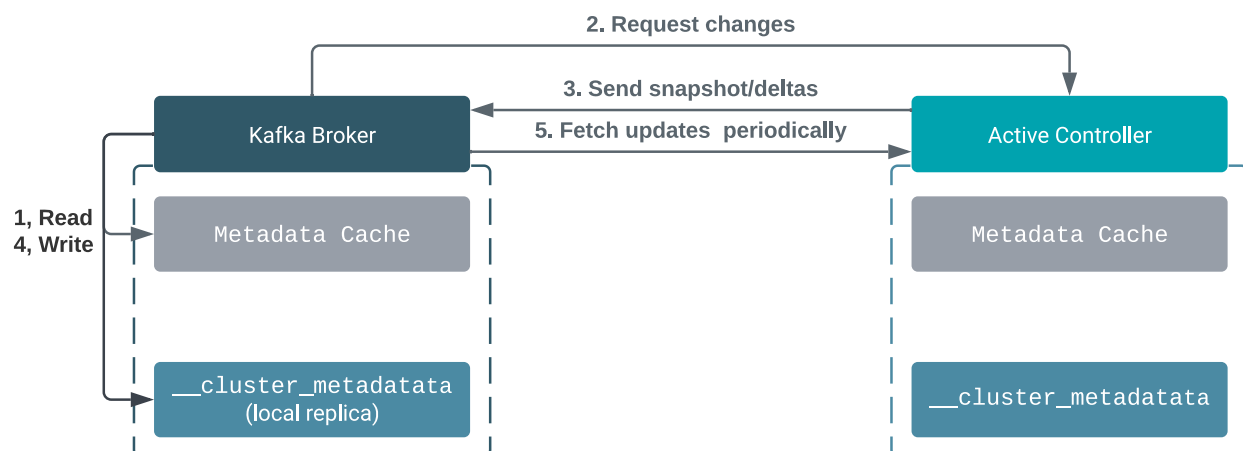 2. Request changes
3. Send snapshot/deltas
Kafka Broker
5. Fetch updates periodically
Active Controller
1, Read
4, Write
Metadata Cache
Metadata Cache
__cluster_metadatata
(local replica)
__cluster_metadatata